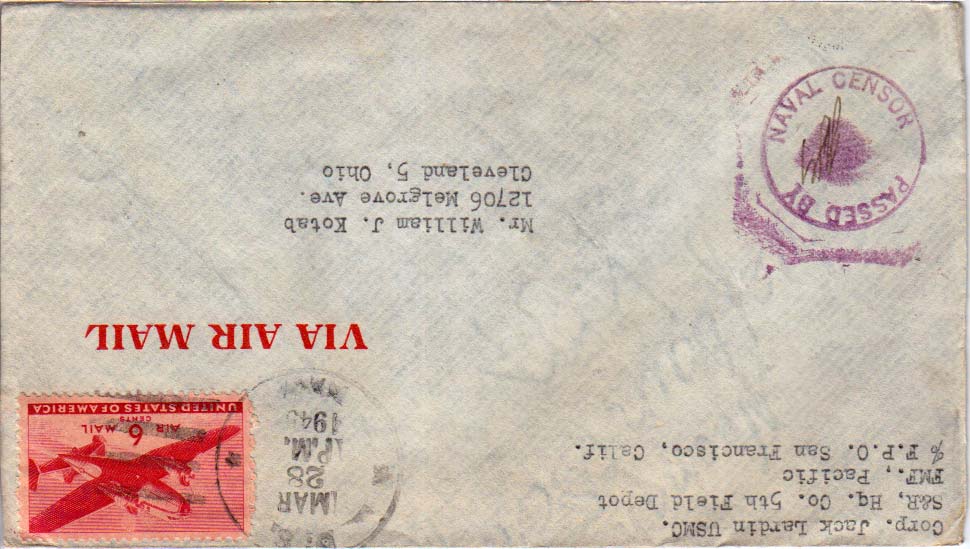 Corp. Jack Lardin USMC.
S&R, Hq. Co. 5th Field Depot
FMF., Pacific
% F.P.O. San Francisco, Calif.
MAR
28
P.M.
194
6
CENTS
AIR MAIL
UNITED STATES OF AMERICA
VIA AIR MAIL
Mr. William J. Kotab
12706 Melgrove Ave.
Cleveland 5, Ohio
PASSED BY
NAVAL CENSOR